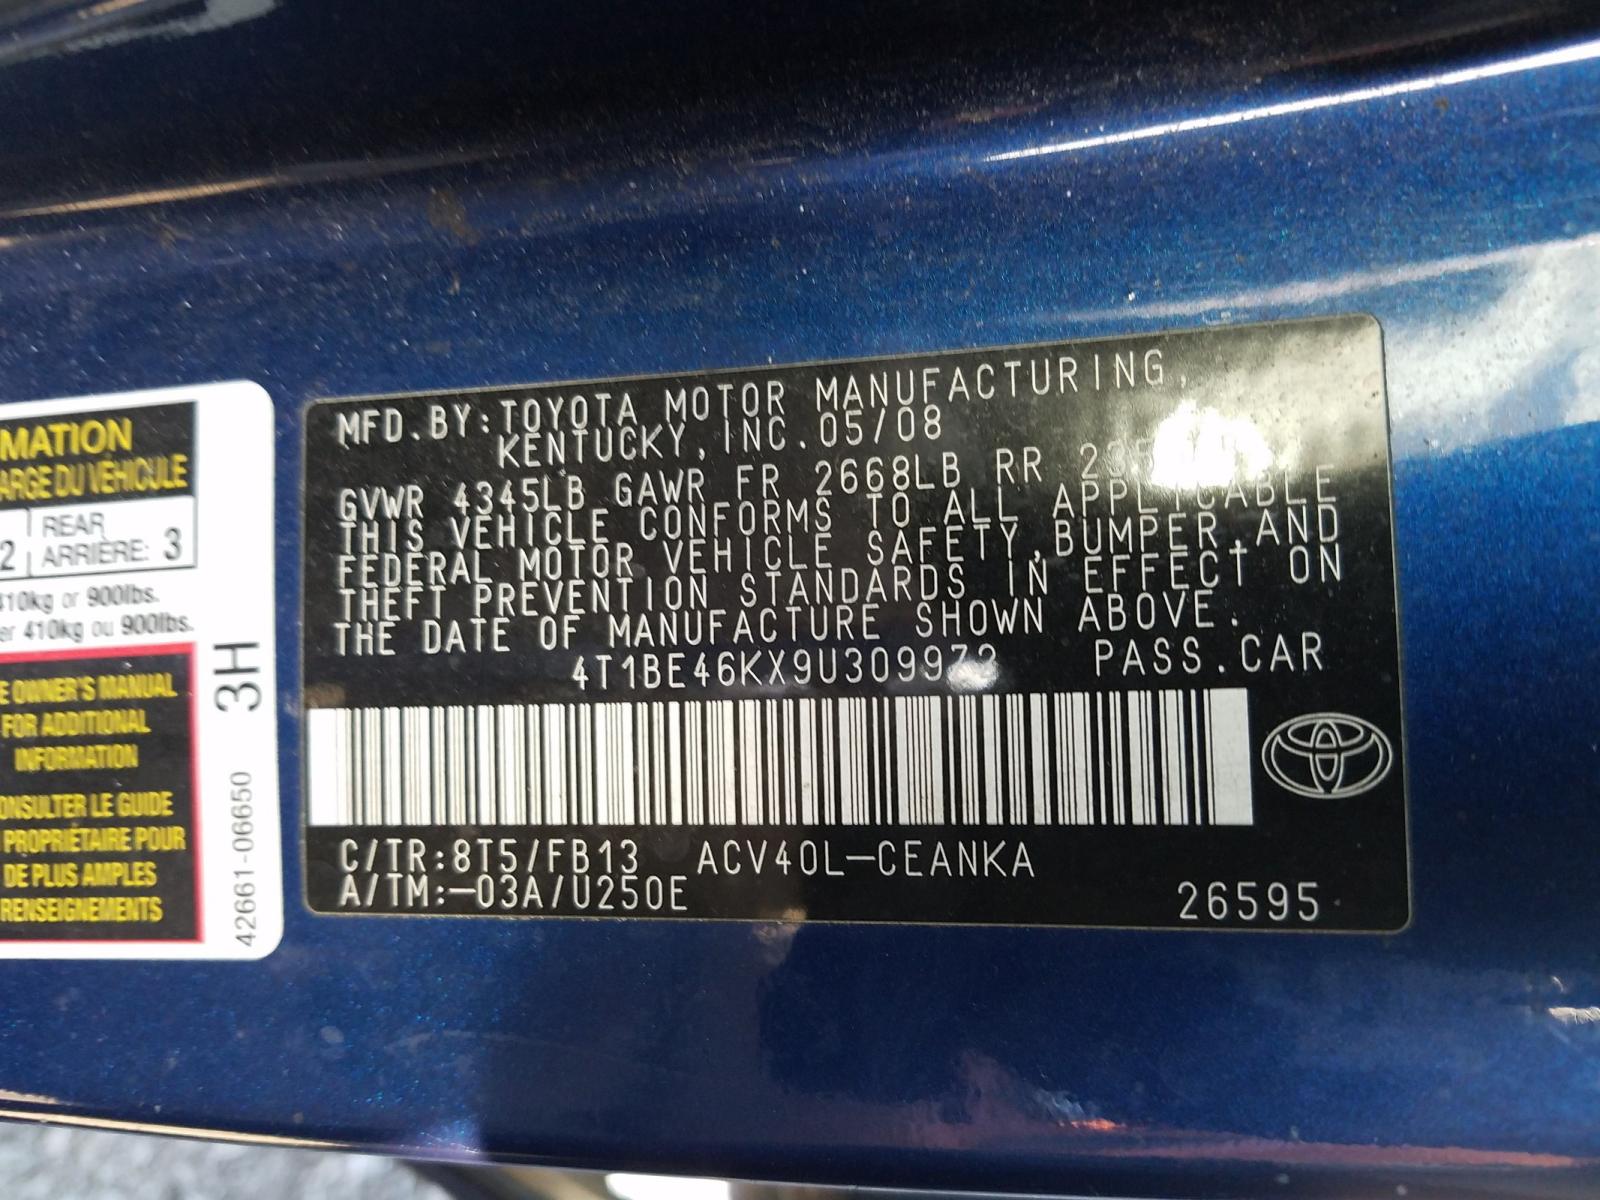 MATION
ARGE DU VÉHICULE
2 REAR
ARRIÈRE: 3
410kg or 900lbs.
410kg ou 900lbs.
OWNER'S MANUAL
FOR ADDITIONAL
INFORMATION
LE GUIDE
PROPRIÉTAIRE POUR
DE PLUS AMPLES
RENSEIGNEMENTS
3H
42661-06650
MFD.BY:TOYOTA MOTOR MANUFACTURING,
KENTUCKY,INC.05/08
GVWR 4345LB GAWR FR 2668LB RR
THIS VEHICLE CONFORMS TO ALL APPLICABLE
FEDERAL MOTOR VEHICLE SAFETY,BUMPER,AND
THEFT PREVENTION STANDARDS IN EFFECT ON
THE DATE OF MANUFACTURE SHOWN ABOVE.
PASS.CAR
C/TR:8T5/FB13 ACV40L-CEANKA
A/TM:-03A/U250E
26595